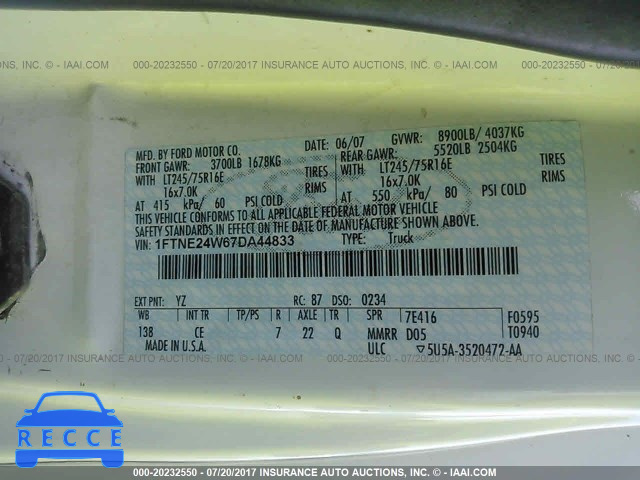 000-20232550 - 07/20/2017 INSURANCE AUTO AUCTIONS, INC. © - IAAI.COM
MFD. BY FORD MOTOR CO.
DATE: 06/07
GVWR: 8900LB/ 4037KG
FRONT GAWR: 3700LB 1678KG
REAR GAWR: 5520LB 2504KG
WITH LT245/75R16E TIRES
WITH LT245/75R16E TIRES
16x7.0K RIMS
16x7.0K RIMS
AT 415 kPa/ 60 PSI COLD
AT 550 kPa/ 80 PSI COLD
THIS VEHICLE CONFORMS TO ALL APPLICABLE FEDERAL MOTOR VEHICLE
SAFETY STANDARDS IN EFFECT ON THE DATE OF MANUFACTURE SHOWN ABOVE.
VIN: 1FTNE24W67DA44833
TYPE: Truck
EXT PNT: YZ RC: 87 DSO: 0234
WB INT TR TP/PS R AXLE TR SPR 7E416 F0595
138 CE 7 22 Q MMRR D05 T0940
MADE IN U.S.A. ULC ▽5U5A-3520472-AA
000-20232550 - 07/20/2017 INSURANCE AUTO AUCTIONS, INC. © - IAAI.COM
RECCE
000-20232550 - 07/20/2017 INSURANCE AUTO AUCTIONS, INC. © - IAAI.COM